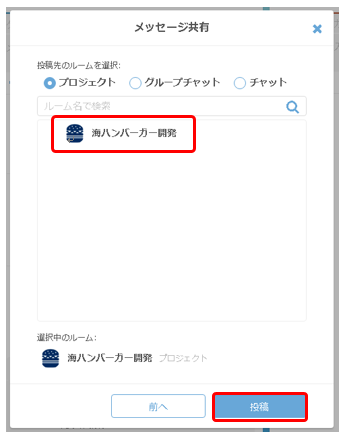 メッセージ共有
投稿先のルームを選択:
プロジェクト グループチャット チャット
ルーム名で検索
海ハンバーガー開発
選択中のルーム:
海ハンバーガー開発 プロジェクト
前へ 投稿